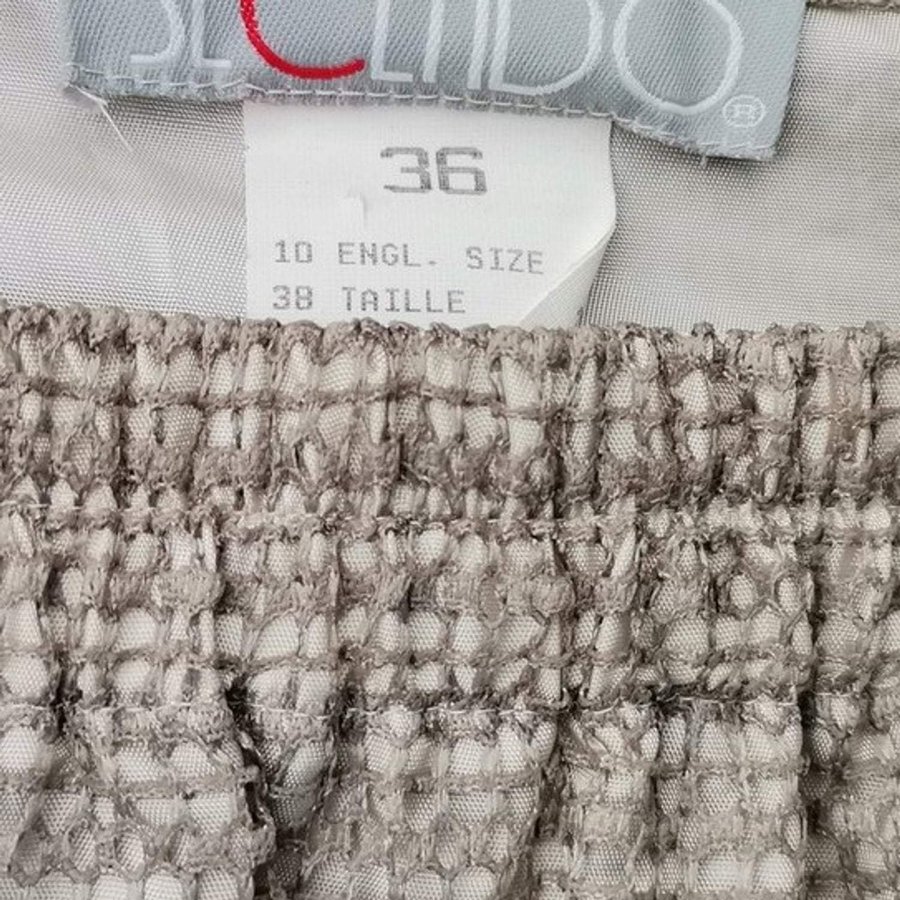 ®
36
10 ENGL. SIZE
38 TAILLE